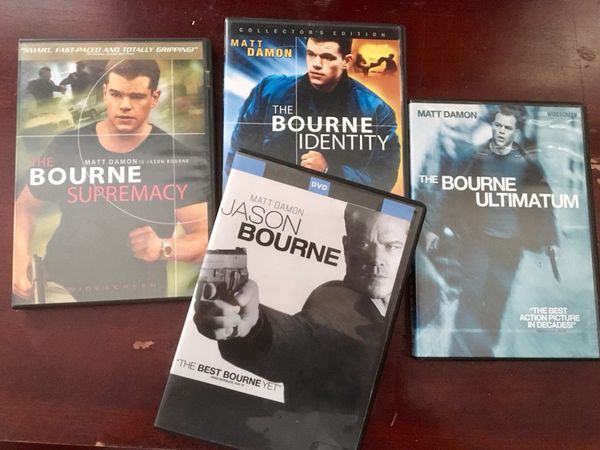 "SMART, FAST-PACED AND TOTALLY GRIPPING!"
THE
MATT DAMON IS JASON BOURNE
BOURNE
SUPREMACY
WIDESCREEN
COLLECTOR'S EDITION
MATT
DAMON
THE
BOURNE
IDENTITY
MATT DAMON
WIDESCREEN
THE BOURNE
ULTIMATUM
"THE BEST
ACTION PICTURE
IN DECADES!"
DVD
MATT DAMON
JASON
BOURNE
"THE BEST BOURNE YET"